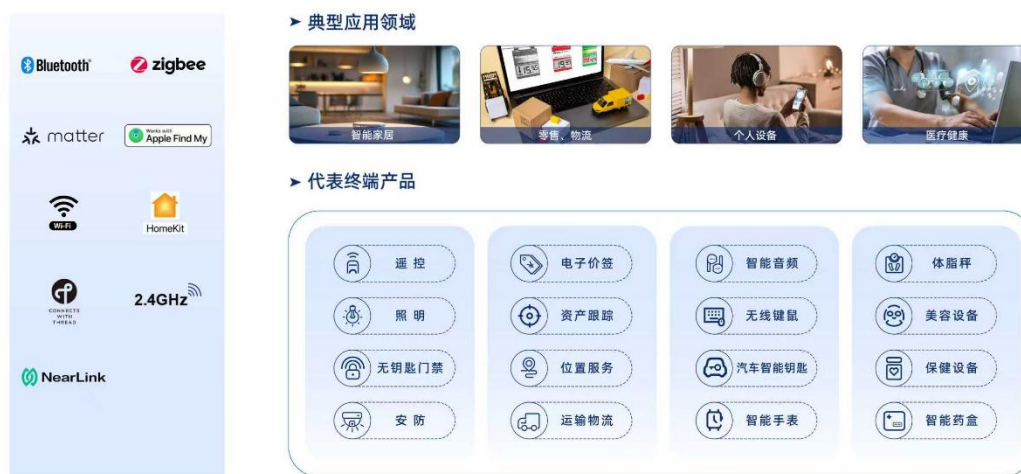 Bluetooth®
zigbee
matter
Works with
Apple Find My
Wi-Fi
HomeKit
CONNECTS
WITH
THREAD
2.4GHz
NearLink
➤ 典型应用领域
智能家居
零售、物流
个人设备
医疗健康
➤ 代表终端产品
遥控
照明
无钥匙门禁
安防
电子价签
资产跟踪
位置服务
运输物流
智能音频
无线键鼠
汽车智能钥匙
智能手表
体脂秤
美容设备
保健设备
智能药盒